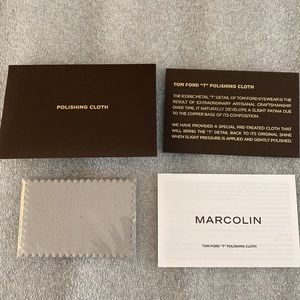 POLISHING CLOTH
TOM FORD "T" POLISHING CLOTH
THE ICONIC METAL "T" DETAIL OF TOM FORD EYEWEAR IS THE
RESULT OF EXTRAORDINARY ARTISANAL CRAFTSMANSHIP.
OVER TIME, IT NATURALLY DEVELOPS A SLIGHT PATINA DUE
TO THE COPPER BASE OF ITS COMPOSITION.
WE HAVE PROVIDED A SPECIAL PRE-TREATED CLOTH THAT
WILL BRING THE "T" DETAIL BACK TO ITS ORIGINAL SHINE
WHEN SLIGHT PRESSURE IS APPLIED AND GENTLY POLISHED.
MARCOLIN
TOM FORD "T" POLISHING CLOTH